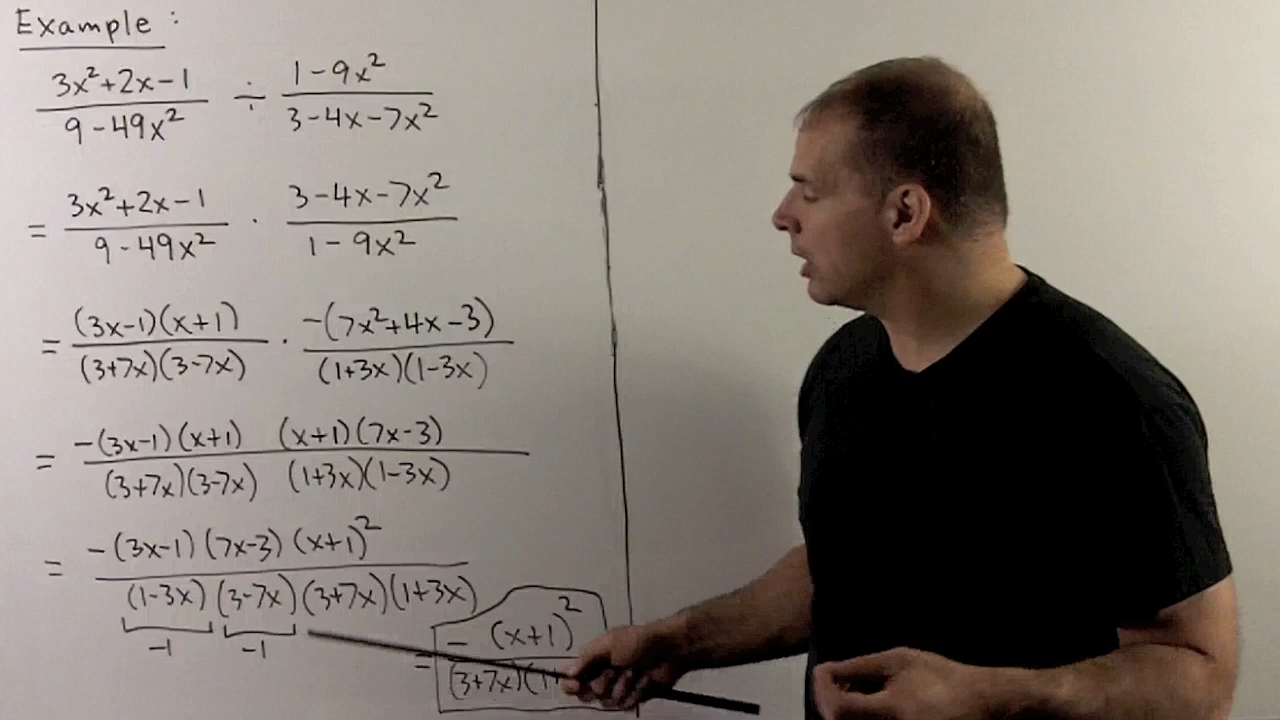 Example:
3x²+2x-1 / 9-49x² ÷ 1-9x² / 3-4x-7x²
= 3x²+2x-1 / 9-49x² · 3-4x-7x² / 1-9x²
= (3x-1)(x+1) / (3+7x)(3-7x) · -(7x²+4x-3) / (1+3x)(1-3x)
= -(3x-1)(x+1) (x+1)(7x-3) / (3+7x)(3-7x) (1+3x)(1-3x)
= -(3x-1)(7x-3)(x+1)² / (1-3x)(3-7x)(3+7x)(1+3x)
-1 -1
= -(x+1)² / (3+7x)(1+